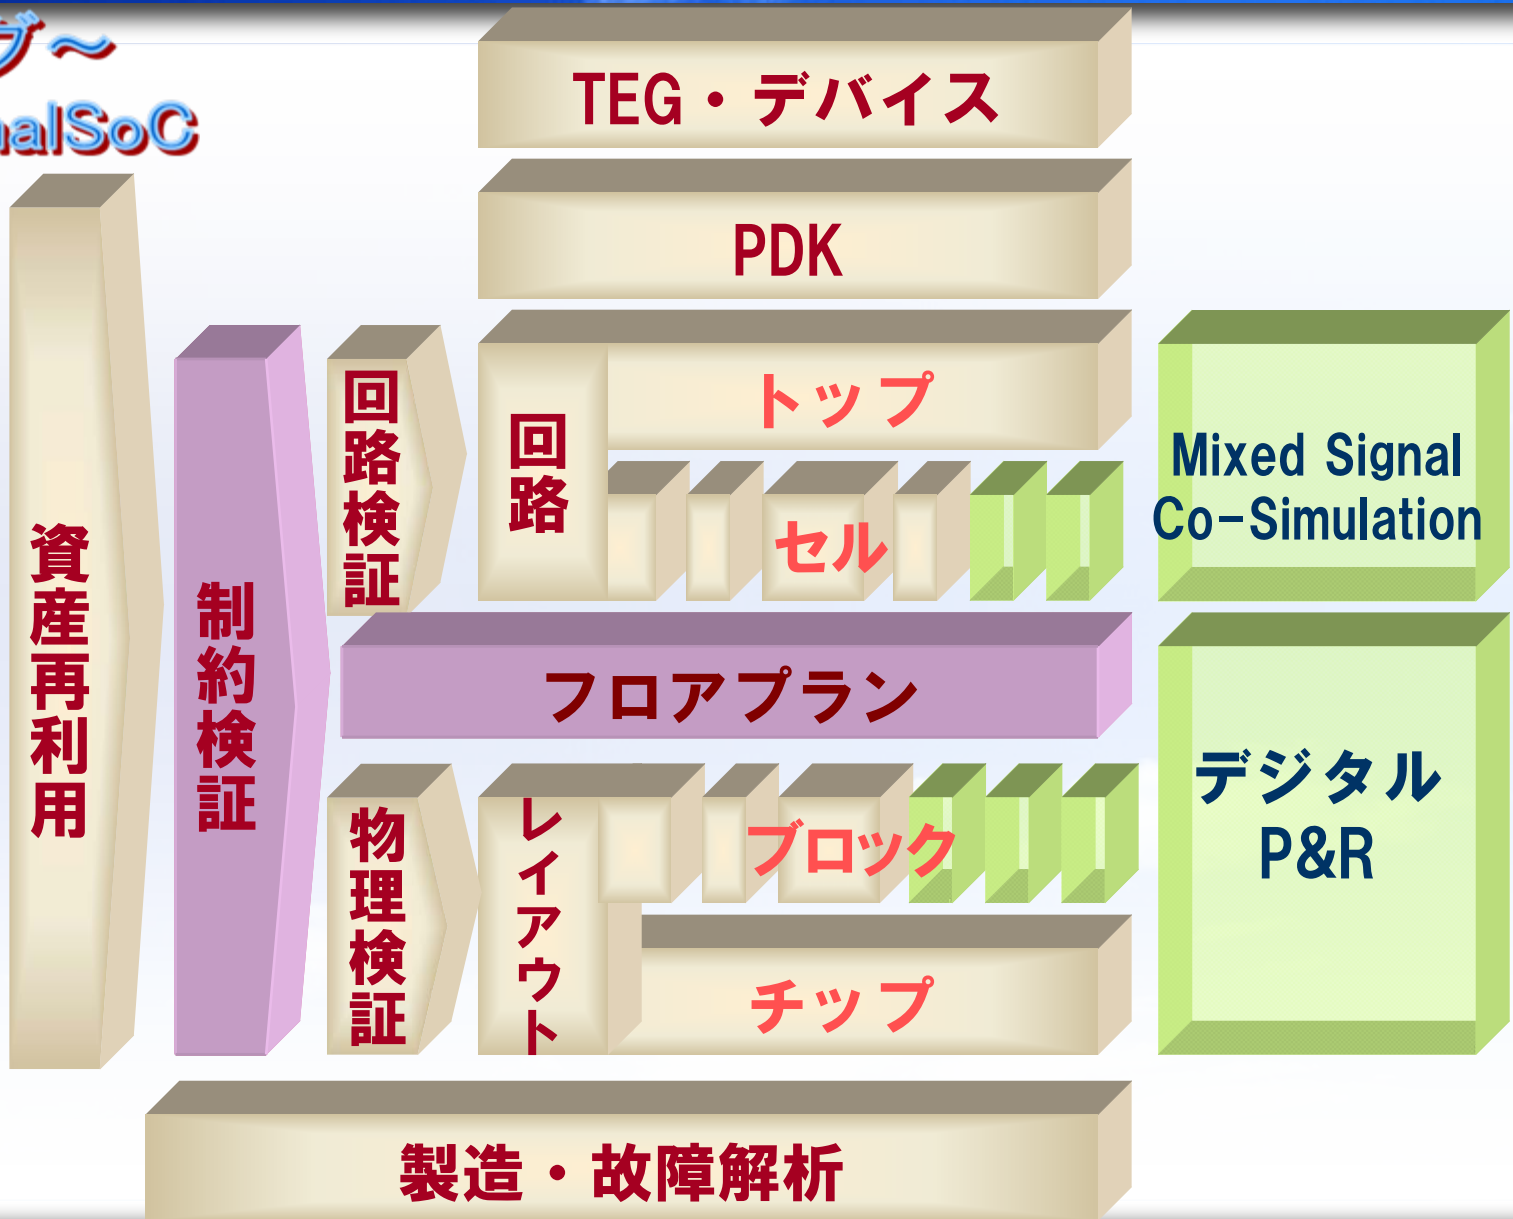 ブ～
nalSoC
TEG・デバイス
PDK
資産再利用
制約検証
回路検証
回路
トップ
セル
Mixed Signal
Co-Simulation
フロアプラン
物理検証
レイアウト
ブロック
チップ
デジタル
P&R
製造・故障解析